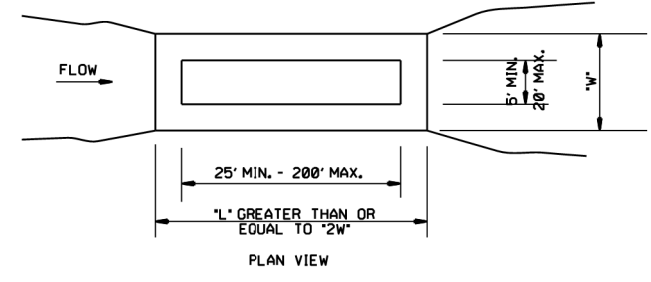 FLOW
5' MIN.
20' MAX.
"W"
25' MIN. - 200' MAX.
"L" GREATER THAN OR
EQUAL TO "2W"
PLAN VIEW